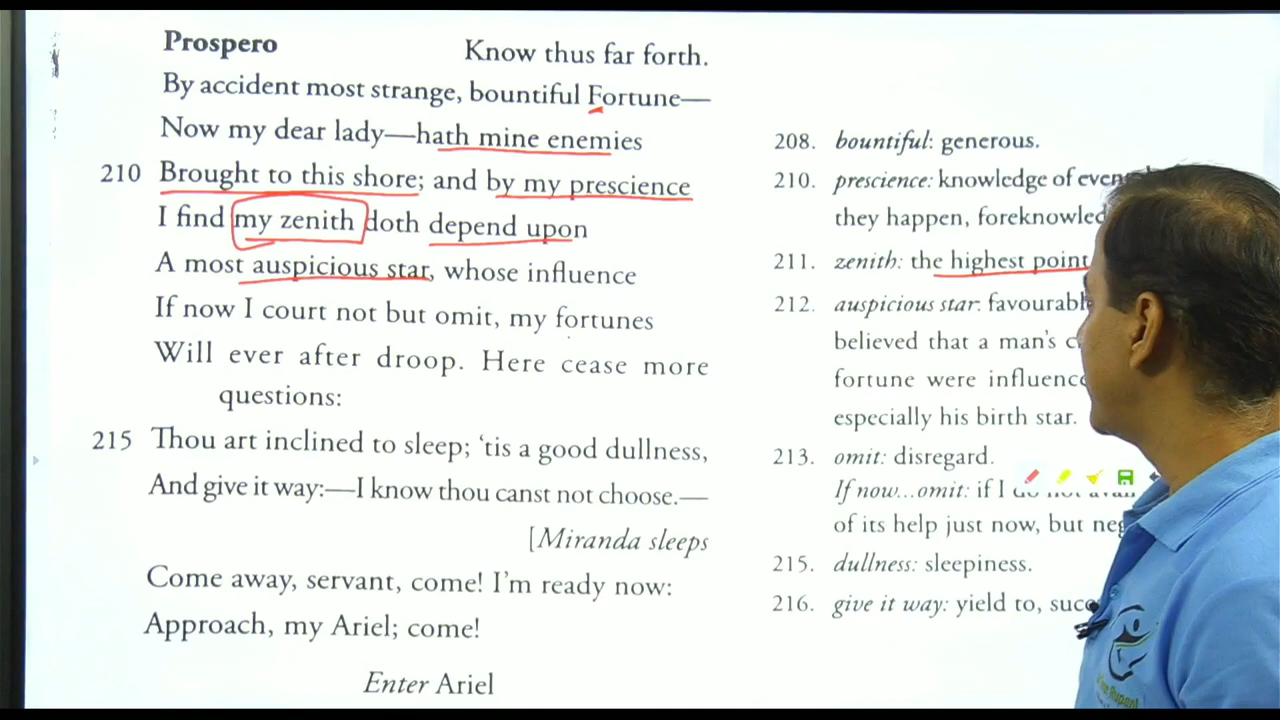 Prospero Know thus far forth.
By accident most strange, bountiful Fortune—
Now my dear lady—hath mine enemies
210 Brought to this shore; and by my prescience
I find my zenith doth depend upon
A most auspicious star, whose influence
If now I court not but omit, my fortunes
Will ever after droop. Here cease more
questions:
215 Thou art inclined to sleep; ‘tis a good dullness,
And give it way:—I know thou canst not choose.—
[Miranda sleeps
Come away, servant, come! I’m ready now:
Approach, my Ariel; come!
Enter Ariel
208. bountiful: generous.
210. prescience: knowledge of
they happen,
211. zenith: the highest point
212. auspicious star:
believed that a man’s
fortune were
especially his birth star.
213. omit: disregard.
If now...omit: if I
of its help just now, but
215. dullness: sleepiness.
216. give it way: yield to,